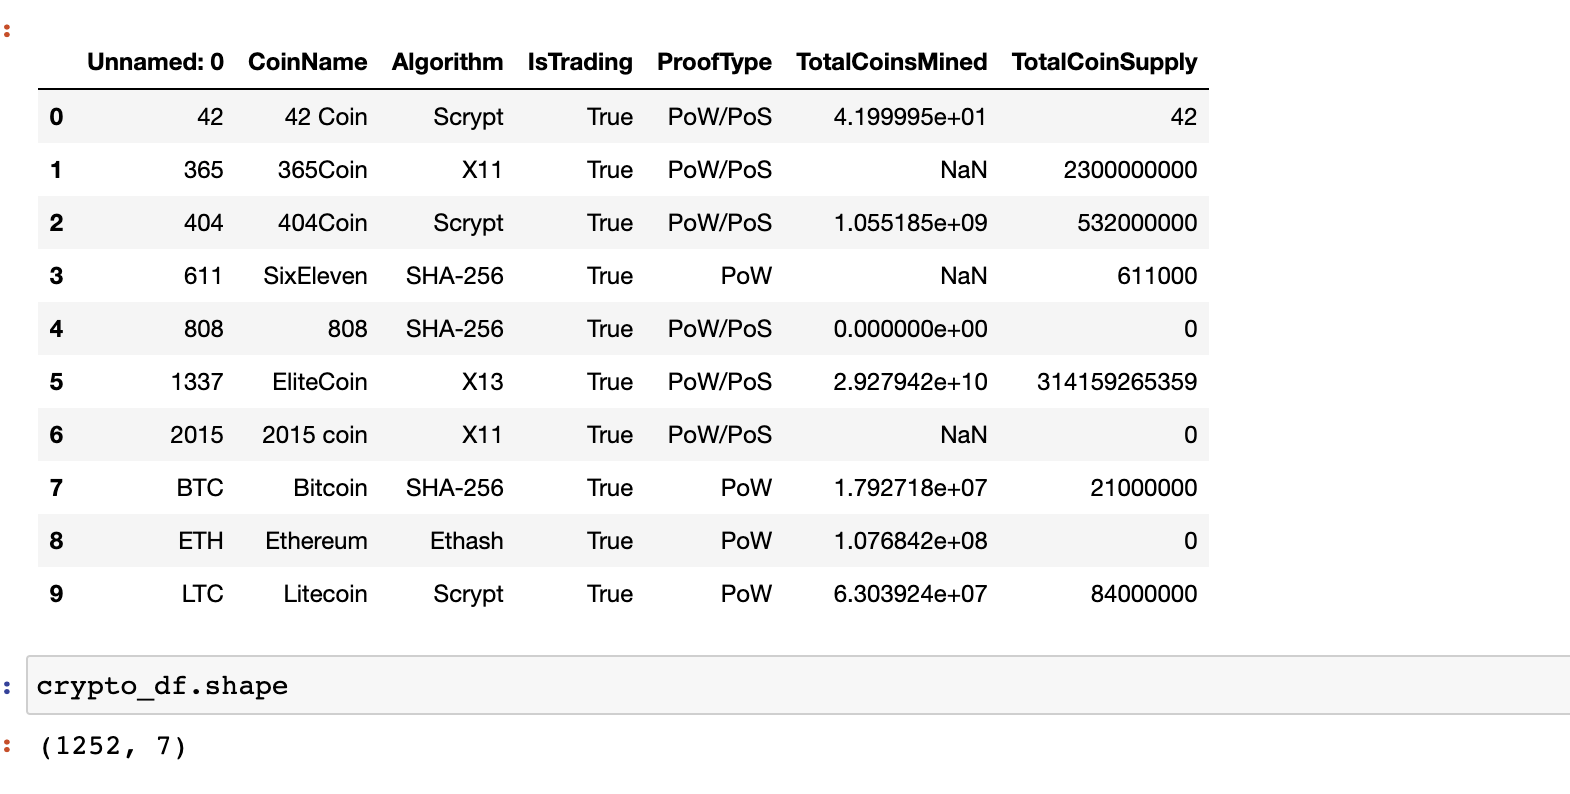 :
Unnamed: 0 CoinName Algorithm IsTrading ProofType TotalCoinsMined TotalCoinSupply
0 42 42 Coin Scrypt True PoW/PoS 4.199995e+01 42
1 365 365Coin X11 True PoW/PoS NaN 2300000000
2 404 404Coin Scrypt True PoW/PoS 1.055185e+09 532000000
3 611 SixEleven SHA-256 True PoW NaN 611000
4 808 808 SHA-256 True PoW/PoS 0.000000e+00 0
5 1337 EliteCoin X13 True PoW/PoS 2.927942e+10 314159265359
6 2015 2015 coin X11 True PoW/PoS NaN 0
7 BTC Bitcoin SHA-256 True PoW 1.792718e+07 21000000
8 ETH Ethereum Ethash True PoW 1.076842e+08 0
9 LTC Litecoin Scrypt True PoW 6.303924e+07 84000000
: crypto_df.shape
: (1252, 7)